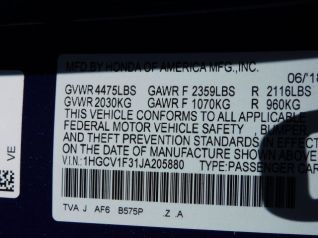 MFD BY HONDA OF AMERICA MFG.,INC.
06/18
GVWR 4475LBS GAWR F 2359LBS R 2116LBS
GVWR 2030KG GAWR F 1070KG R 960KG
THIS VEHICLE CONFORMS TO ALL APPLICABLE
FEDERAL MOTOR VEHICLE SAFETY , BUMPER, AND
THEFT PREVENTION STANDARDS IN EFFECT ON THE
DATE OF MANUFACTURE SHOWN ABOVE.
V.I.N:1HGCV1F31JA205880 TYPE:PASSENGER CAR
TVA J AF6 B575P .Z .A
VE